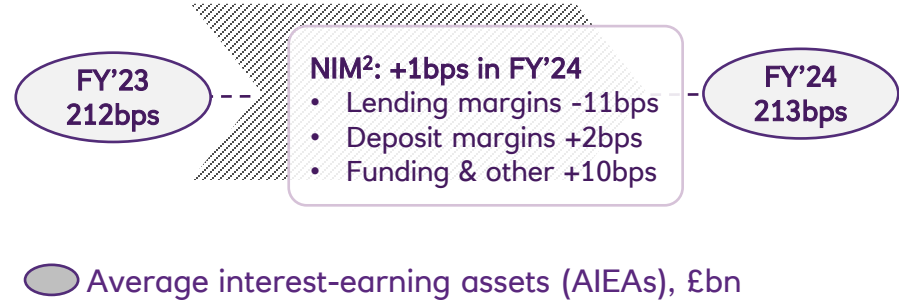 FY'23
212bps
NIM²: +1bps in FY'24
• Lending margins -11bps
• Deposit margins +2bps
• Funding & other +10bps
FY'24
213bps
Average interest-earning assets (AIEAs), £bn